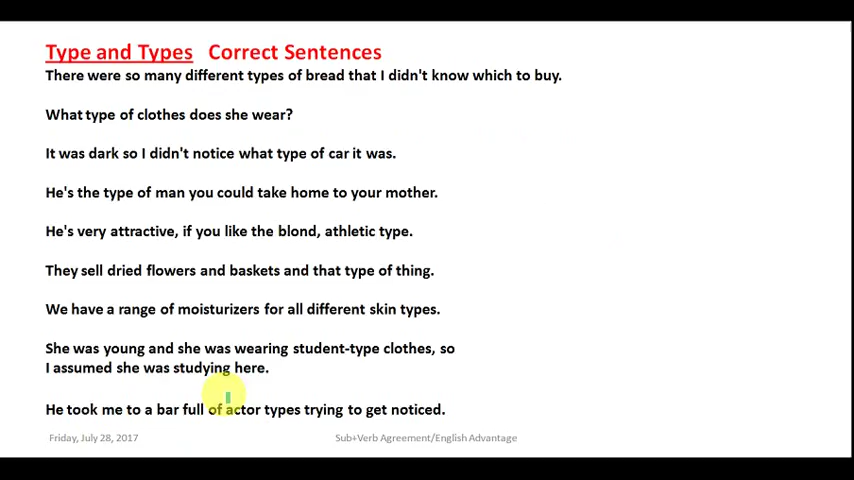 Type and Types Correct Sentences
There were so many different types of bread that I didn't know which to buy.
What type of clothes does she wear?
It was dark so I didn't notice what type of car it was.
He's the type of man you could take home to your mother.
He's very attractive, if you like the blond, athletic type.
They sell dried flowers and baskets and that type of thing.
We have a range of moisturizers for all different skin types.
She was young and she was wearing student-type clothes, so
I assumed she was studying here.
He took me to a bar full of actor types trying to get noticed.
Friday, July 28, 2017 Sub+Verb Agreement/English Advantage